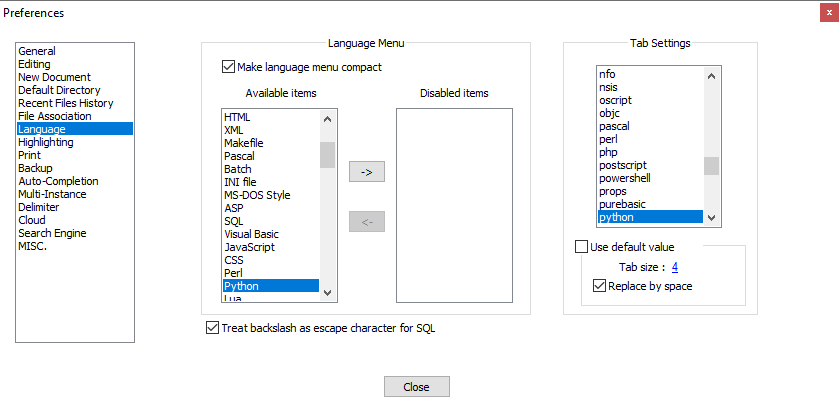 Preferences
x
General
Editing
New Document
Default Directory
Recent Files History
File Association
Language
Highlighting
Print
Backup
Auto-Completion
Multi-Instance
Delimiter
Cloud
Search Engine
MISC.
Language Menu
Make language menu compact
Available items
Disabled items
HTML
XML
Makefile
Pascal
Batch
INI file
MS-DOS Style
ASP
SQL
Visual Basic
JavaScript
CSS
Perl
Python
Lua
->
<-
Treat backslash as escape character for SQL
Tab Settings
nfo
nsis
oscript
objc
pascal
perl
php
postscript
powershell
props
purebasic
python
Use default value
Tab size : 4
Replace by space
Close